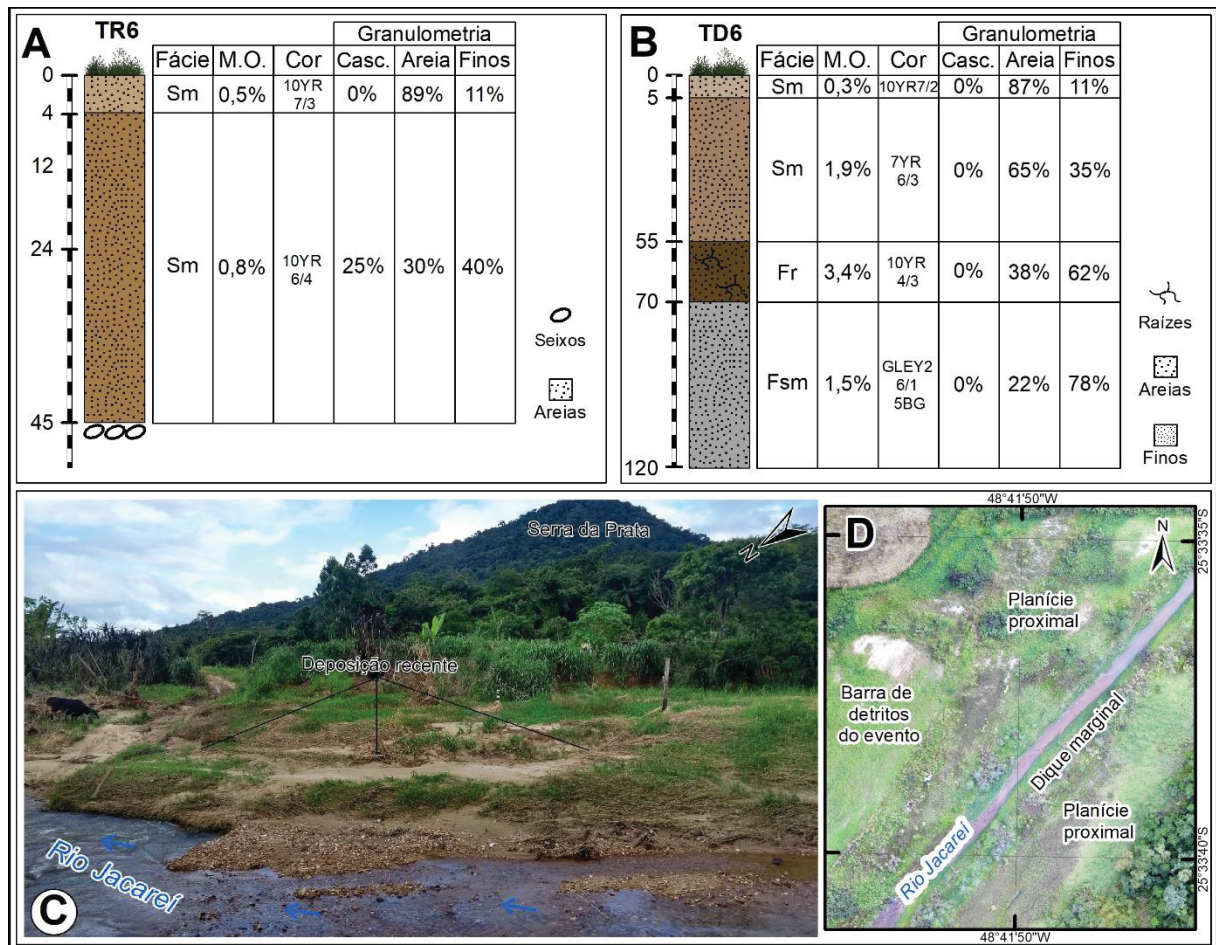 A
TR6
Granulometria
Fácie M.O. Cor Casc. Areia Finos
0
Sm 0,5% 10YR 7/3 0% 89% 11%
4
12
24
Sm 0,8% 10YR 6/4 25% 30% 40%
45
Seixos
Areias
B
TD6
Granulometria
Fácie M.O. Cor Casc. Areia Finos
0
Sm 0,3% 10YR7/2 0% 87% 11%
5
Sm 1,9% 7YR 6/3 0% 65% 35%
55
Fr 3,4% 10YR 4/3 0% 38% 62%
70
Fsm 1,5% GLEY2 6/1 5BG 0% 22% 78%
120
Raízes
Areias
Finos
Serra da Prata
N
Deposição recente
Rio Jacareí
C
48°41'50"W
D
N
25°33'35"S
Planície
proximal
Barra de
detritos
do evento
Dique marginal
Planície
proximal
Rio Jacareí
25°33'40"S
48°41'50"W